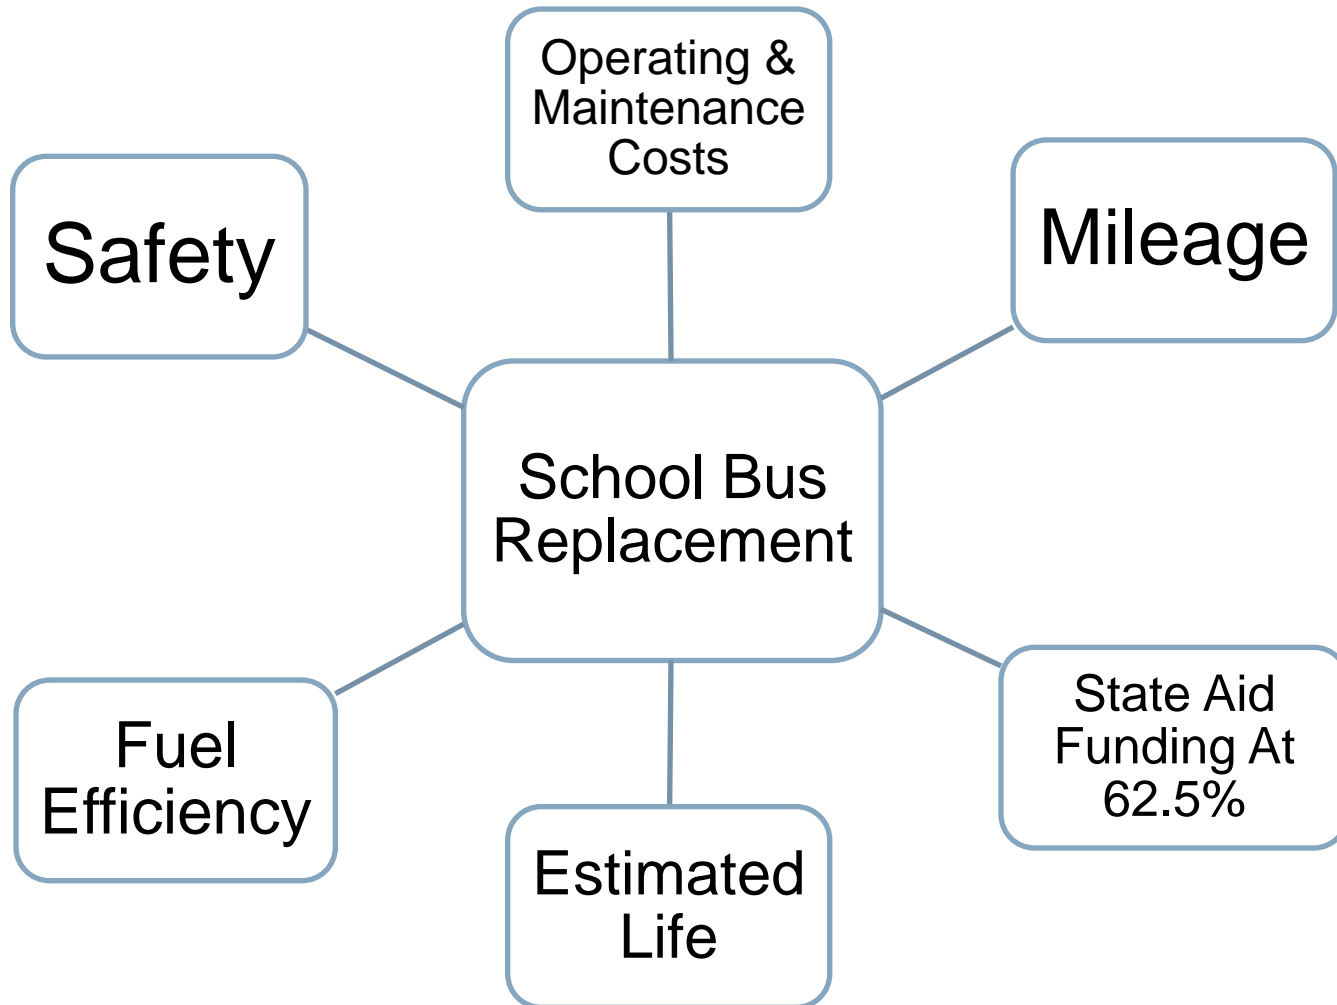 Operating &
Maintenance
Costs
Safety
Mileage
School Bus
Replacement
Fuel
Efficiency
State Aid
Funding At
62.5%
Estimated
Life